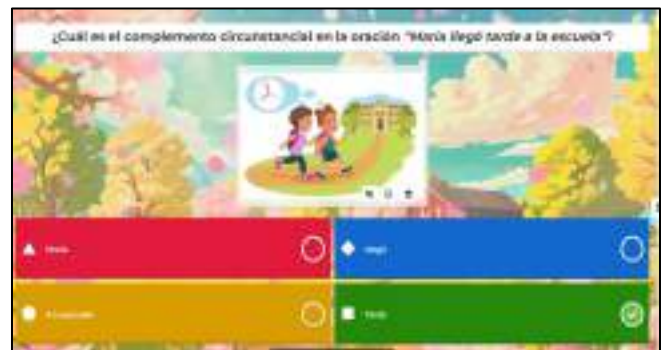 ¿Cuál es el complemento circunstancial en la oración "María llegó tarde a la escuela"?
María
llegó
A la escuela
Tarde